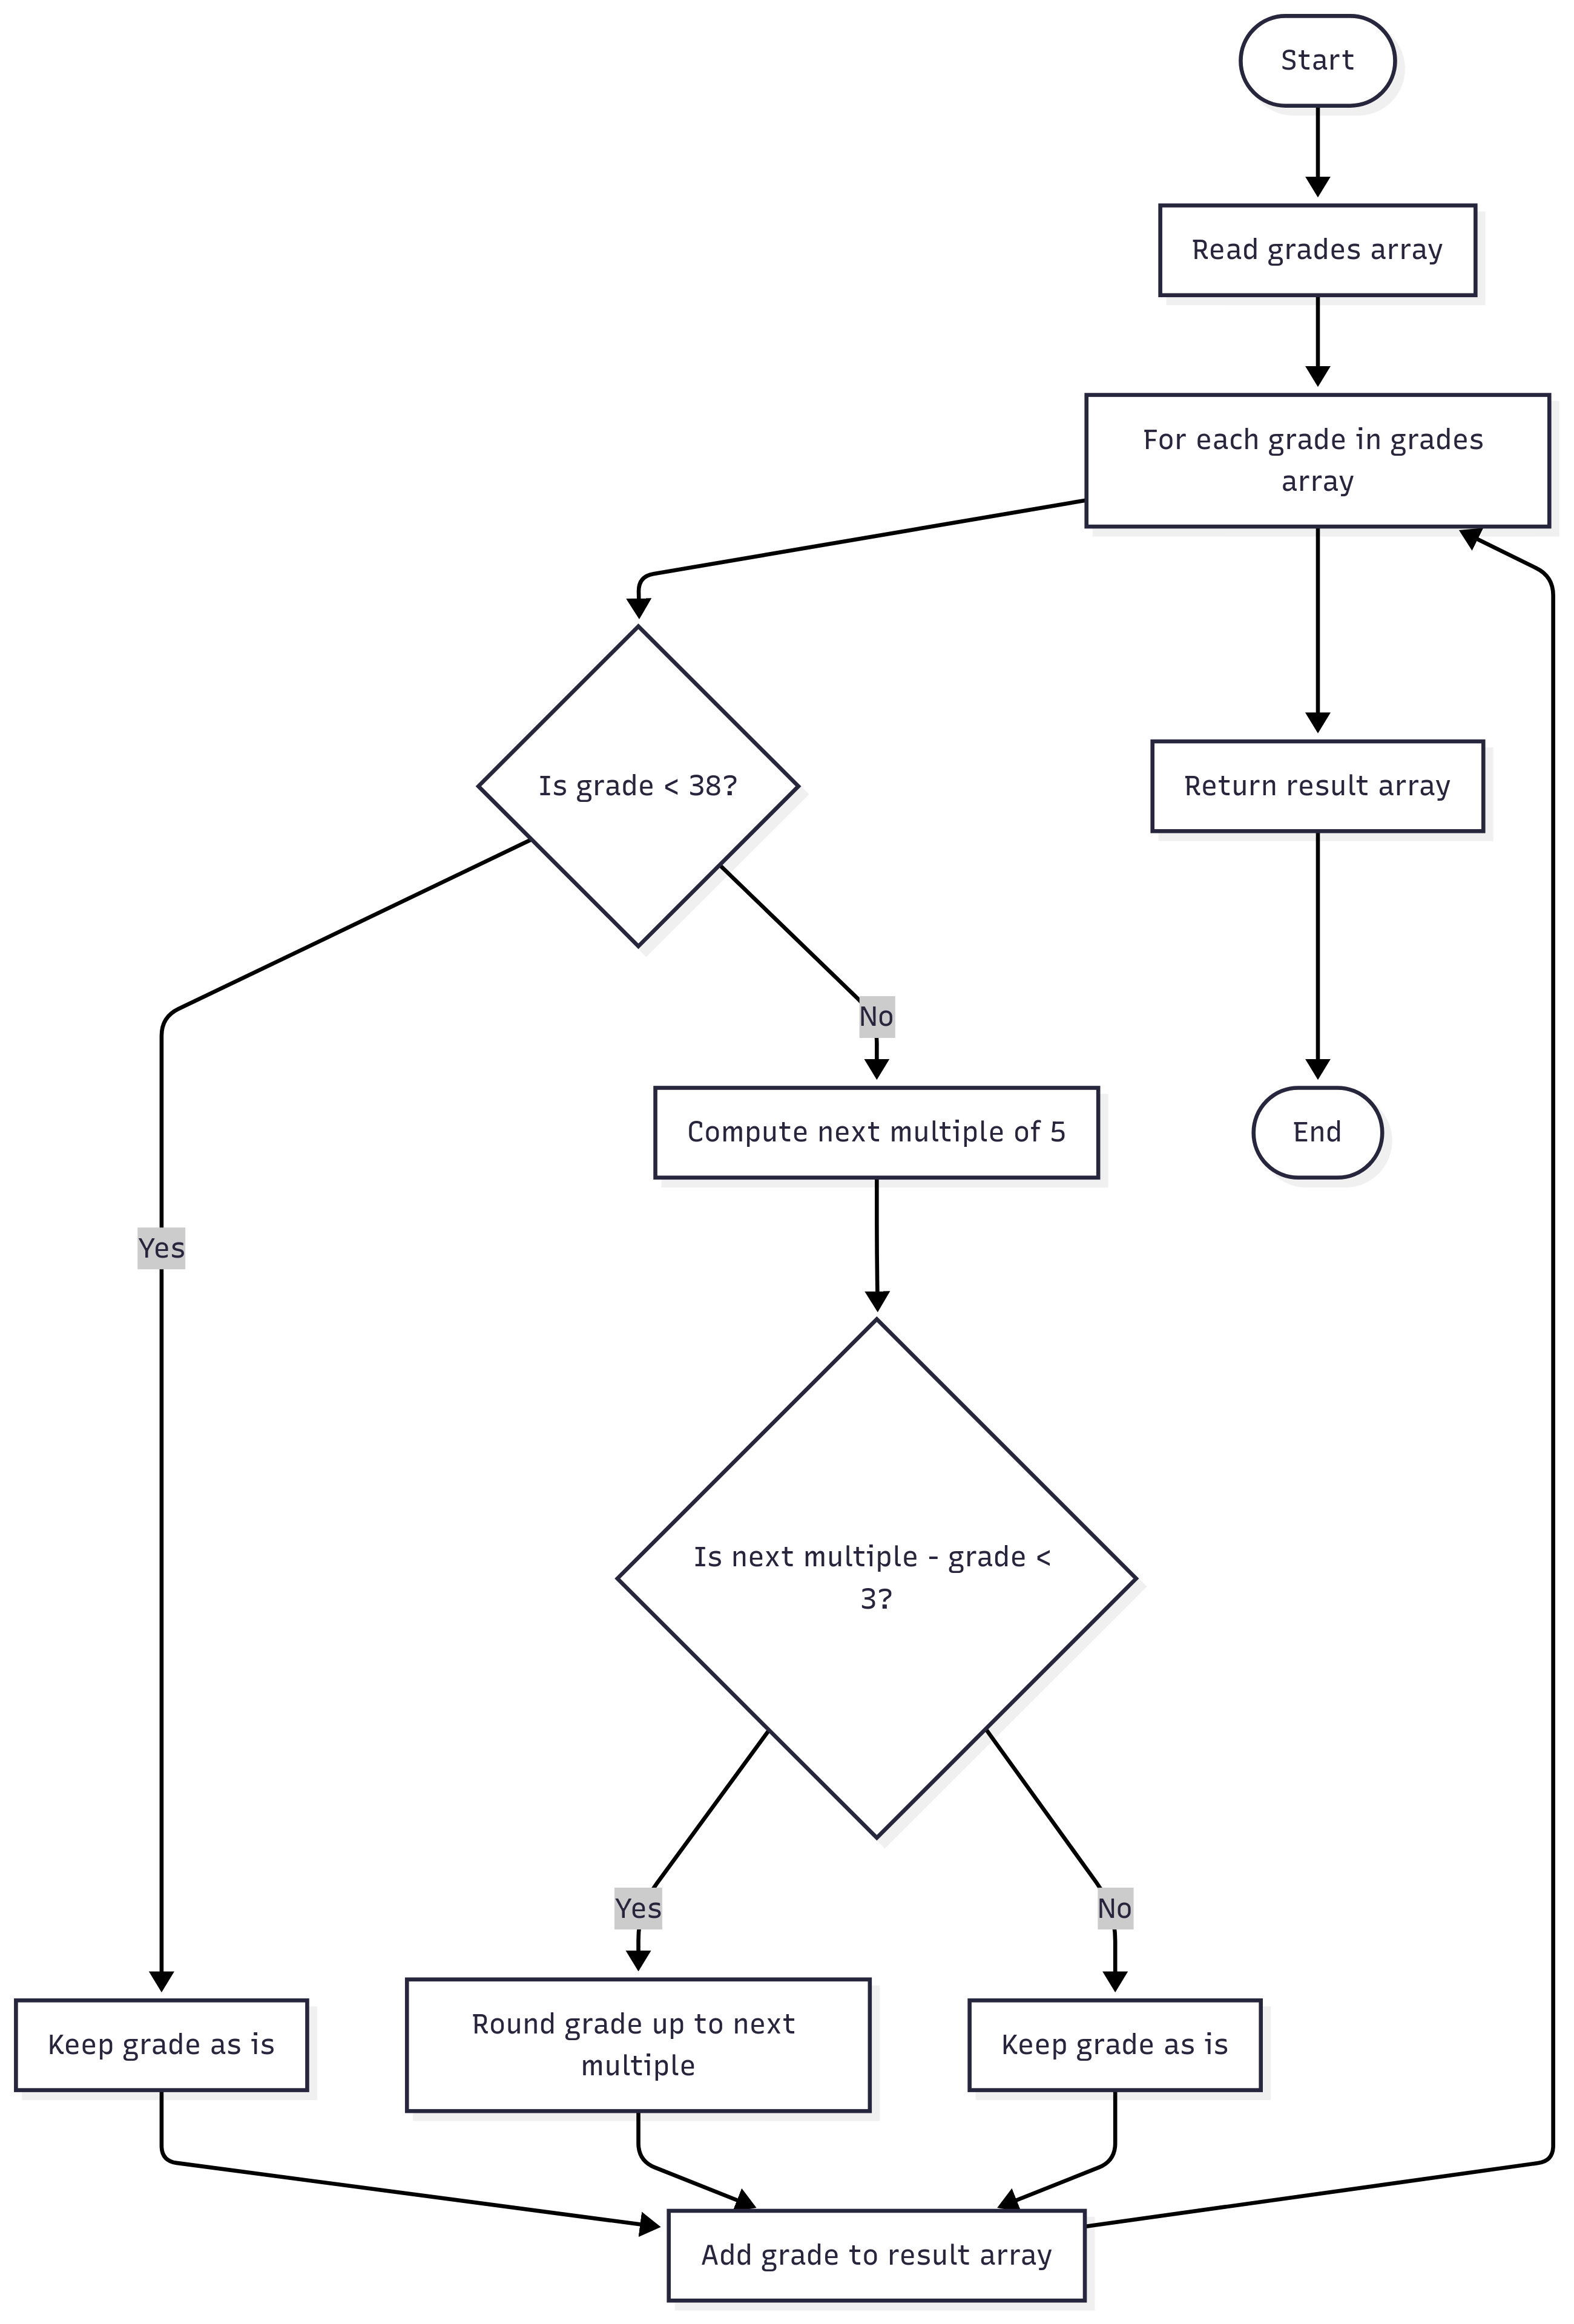 Start
Read grades array
For each grade in grades
array
Is grade < 38?
Return result array
No
Compute next multiple of 5
End
Yes
Is next multiple - grade <
3?
Yes
No
Keep grade as is
Round grade up to next
multiple
Keep grade as is
Add grade to result array